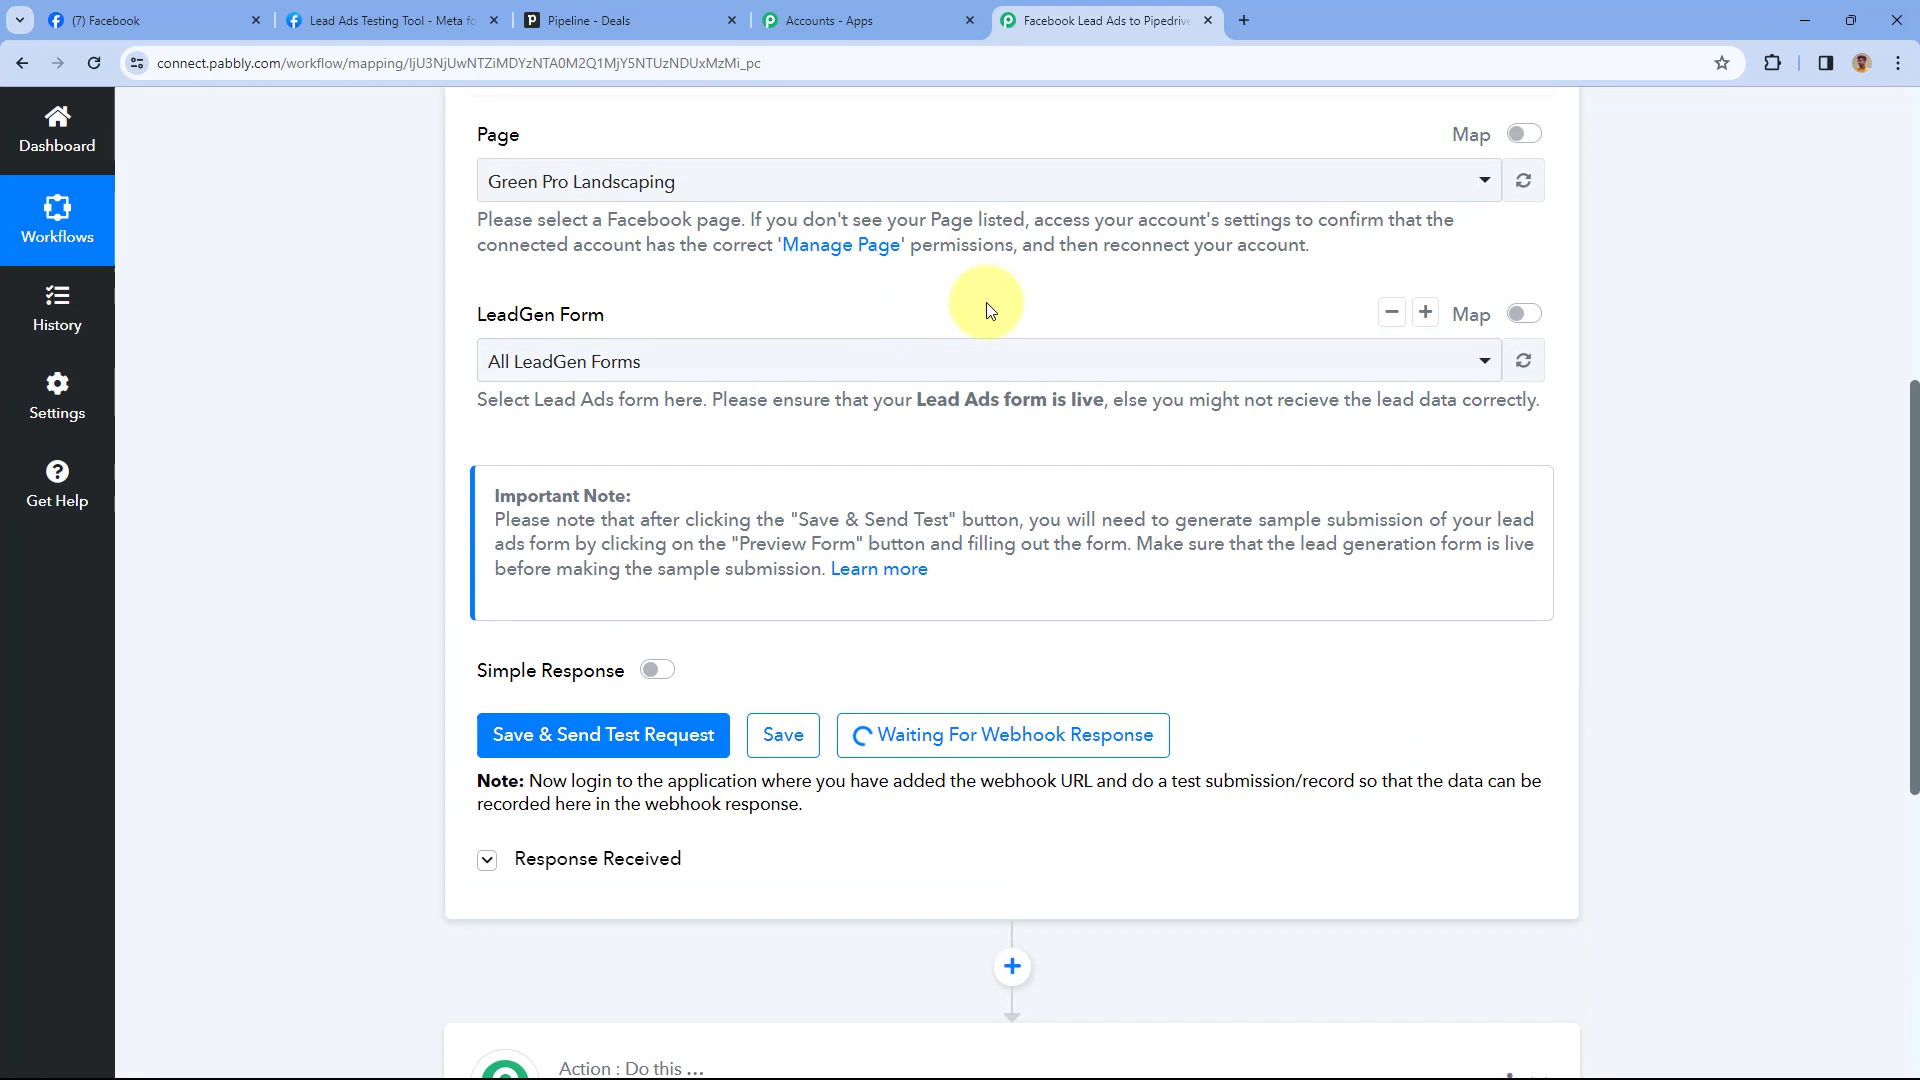 (7) Facebook
Lead Ads Testing Tool - Meta fo
Pipeline - Deals
Accounts - Apps
Facebook Lead Ads to Pipedrive
connect.pabbly.com/workflow/mapping/IjU3NjUwNTZiMDYzNTA0M2Q1MjY5NTUzNDUxMzMi_pc
Dashboard
Workflows
History
Settings
Get Help
Page
Map
Green Pro Landscaping
Please select a Facebook page. If you don't see your Page listed, access your account's settings to confirm that the
connected account has the correct 'Manage Page' permissions, and then reconnect your account.
LeadGen Form
Map
All LeadGen Forms
Select Lead Ads form here. Please ensure that your Lead Ads form is live, else you might not recieve the lead data correctly.
Important Note:
Please note that after clicking the "Save & Send Test" button, you will need to generate sample submission of your lead
ads form by clicking on the "Preview Form" button and filling out the form. Make sure that the lead generation form is live
before making the sample submission. Learn more
Simple Response
Save & Send Test Request
Save
Waiting For Webhook Response
Note: Now login to the application where you have added the webhook URL and do a test submission/record so that the data can be
recorded here in the webhook response.
Response Received
Action : Do this ...